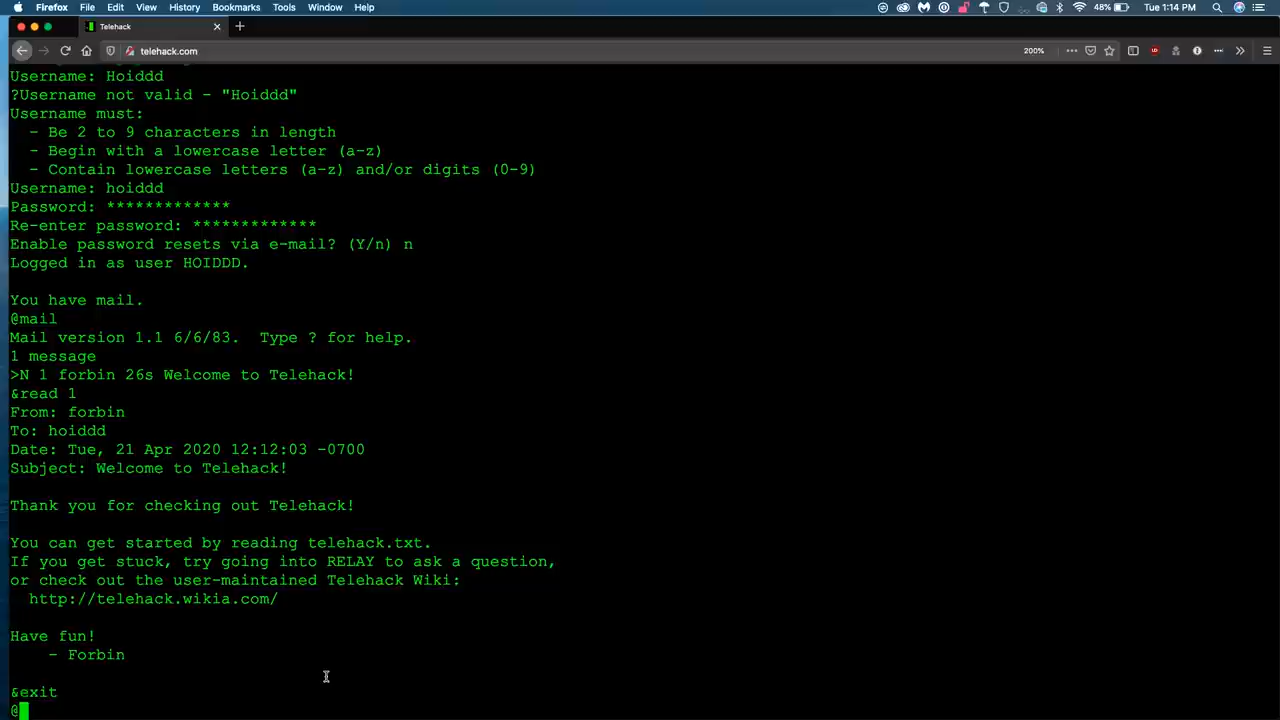 Firefox File Edit View History Bookmarks Tools Window Help 48% Tue 1:14 PM
Telehack
telehack.com 200%
Username: Hoiddd
?Username not valid - "Hoiddd"
Username must:
- Be 2 to 9 characters in length
- Begin with a lowercase letter (a-z)
- Contain lowercase letters (a-z) and/or digits (0-9)
Username: hoiddd
Password: *************
Re-enter password: *************
Enable password resets via e-mail? (Y/n) n
Logged in as user HOIDDD.
You have mail.
@mail
Mail version 1.1 6/6/83.  Type ? for help.
1 message
>N 1 forbin 26s Welcome to Telehack!
&read 1
From: forbin
To: hoiddd
Date: Tue, 21 Apr 2020 12:12:03 -0700
Subject: Welcome to Telehack!
Thank you for checking out Telehack!
You can get started by reading telehack.txt.
If you get stuck, try going into RELAY to ask a question,
or check out the user-maintained Telehack Wiki:
http://telehack.wikia.com/
Have fun!
- Forbin
&exit
@